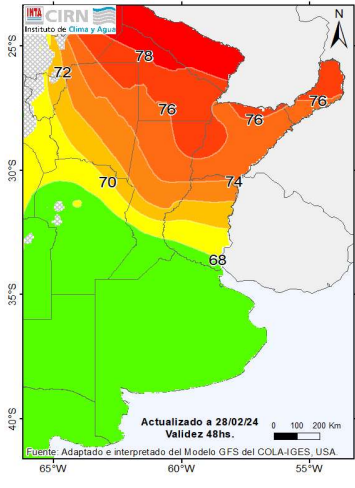 INTA CIRN
Instituto de Clima y Agua
N
25°S
78
72
76
76
76
30°S
70
74
68
35°S
40°S
Actualizado a 28/02/24
Validez 48hs.
0 100 200 Km
Fuente: Adaptado e interpretado del Modelo GFS del COLA-IGES, USA.
65°W 60°W 55°W